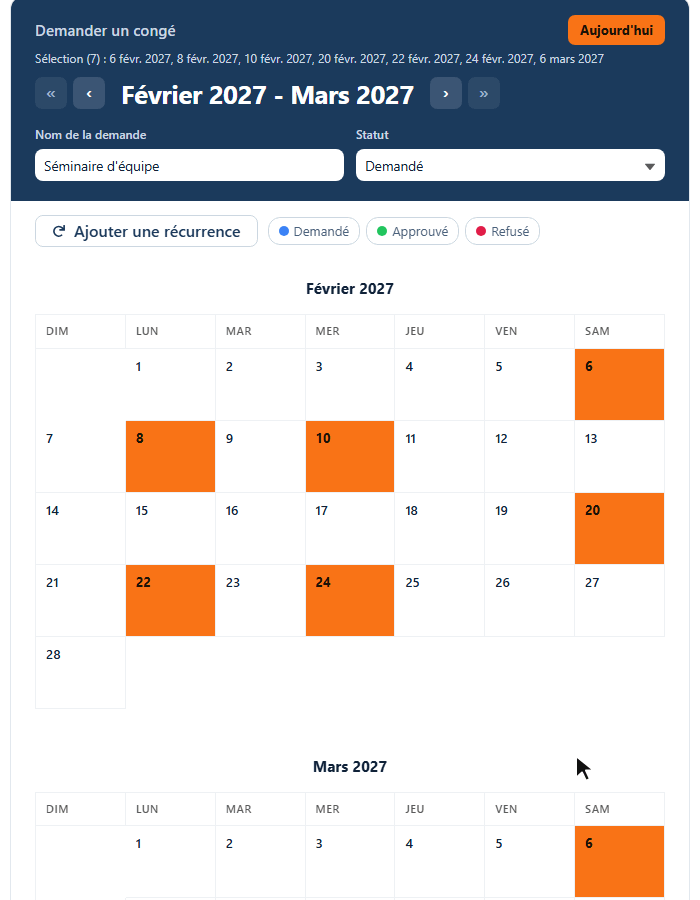 Demander un congé
Aujourd'hui
Sélection (7) : 6 févr. 2027, 8 févr. 2027, 10 févr. 2027, 20 févr. 2027, 22 févr. 2027, 24 févr. 2027, 6 mars 2027
« ‹ Février 2027 - Mars 2027 › »
Nom de la demande Statut
Séminaire d'équipe Demandé
Ajouter une récurrence Demandé Approuvé Refusé
Février 2027
DIM LUN MAR MER JEU VEN SAM
1 2 3 4 5 6
7 8 9 10 11 12 13
14 15 16 17 18 19 20
21 22 23 24 25 26 27
28
Mars 2027
DIM LUN MAR MER JEU VEN SAM
1 2 3 4 5 6